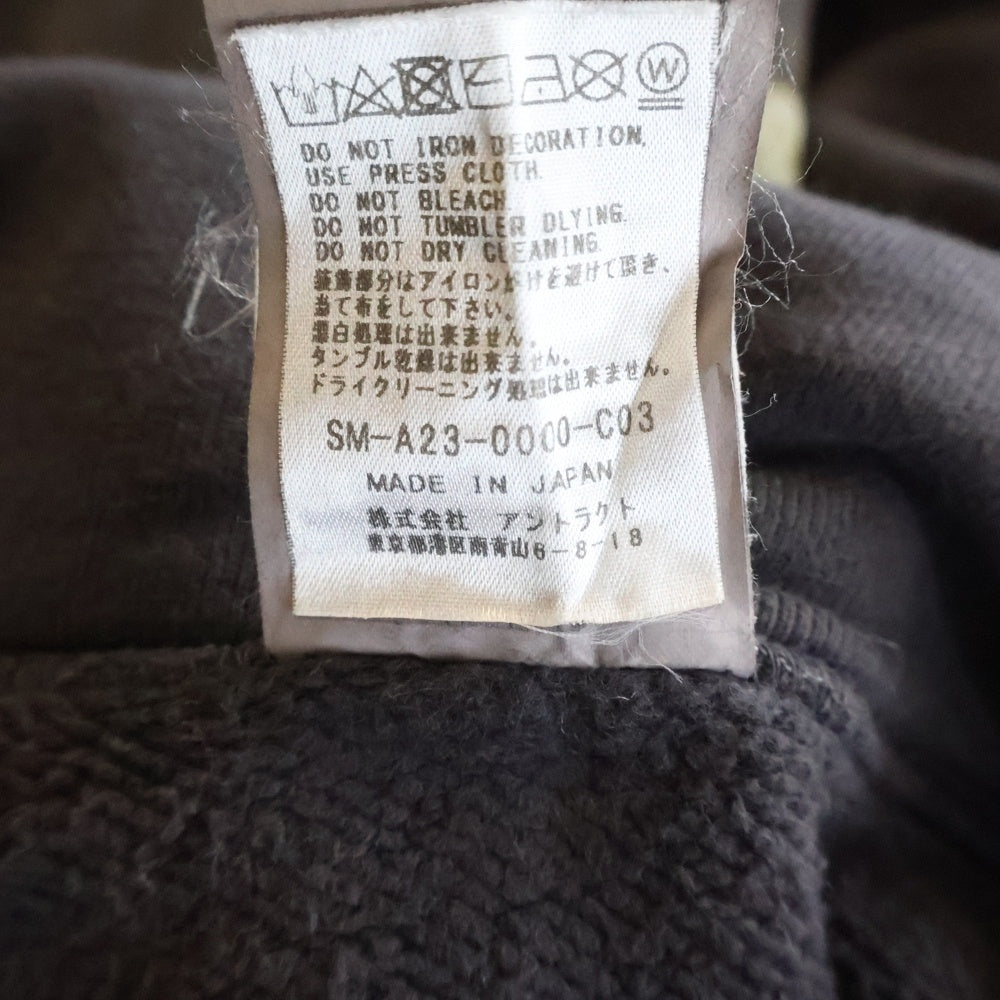 W
DO NOT IRON DECORATION,
USE PRESS CLOTH.
DO NOT BLEACH.
DO NOT TUMBLER DLYING.
DO NOT DRY CLEANING.
装飾部分はアイロンがけを避けて頂き、
当て布をして下さい。
漂白処理は出来ません。
タンブル乾燥は出来ません。
ドライクリーニング処理は出来ません。
SM-A23-0000-C03
MADE IN JAPAN
株式会社 アントラクト
東京都港区南青山6-8-18